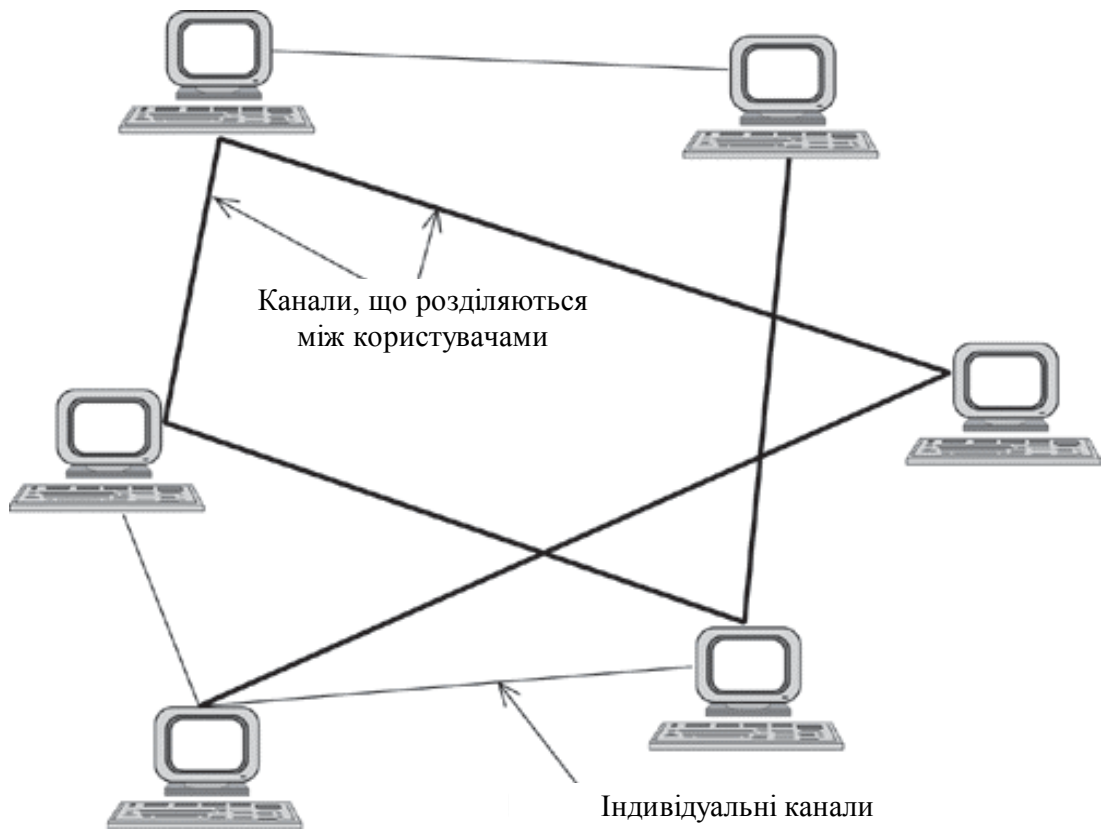 Канали, що розділяються
між користувачами
Індивідуальні канали